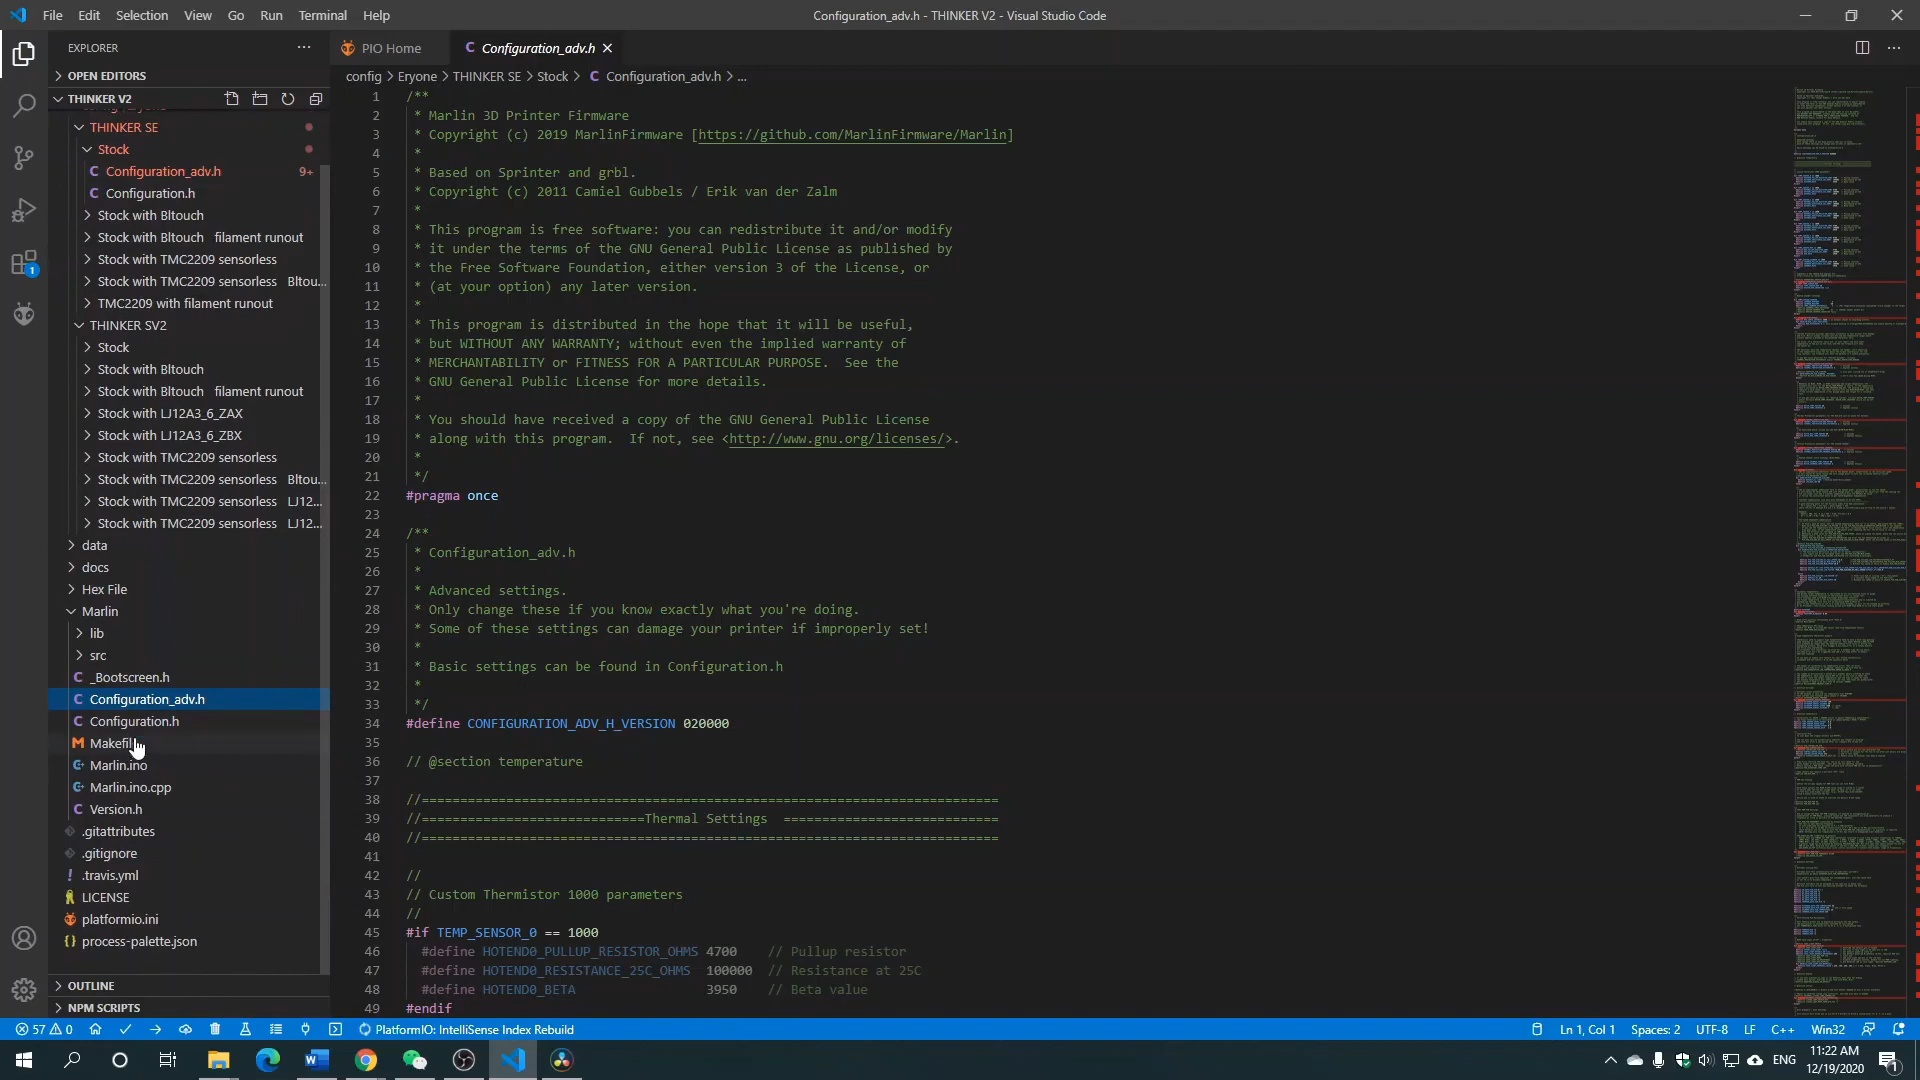 File Edit Selection View Go Run Terminal Help
Configuration_adv.h - THINKER V2 - Visual Studio Code
EXPLORER
OPEN EDITORS
THINKER V2
THINKER SE
Stock
Configuration_adv.h 9+
Configuration.h
Stock with Bltouch
Stock with Bltouch filament runout
Stock with TMC2209 sensorless
Stock with TMC2209 sensorless Bltou...
TMC2209 with filament runout
THINKER SV2
Stock
Stock with Bltouch
Stock with Bltouch filament runout
Stock with LJ12A3_6_ZAX
Stock with LJ12A3_6_ZBX
Stock with TMC2209 sensorless
Stock with TMC2209 sensorless Bltou...
Stock with TMC2209 sensorless LJ12...
Stock with TMC2209 sensorless LJ12...
data
docs
Hex File
Marlin
lib
src
_Bootscreen.h
Configuration_adv.h
Configuration.h
Makefil
Marlin.ino
Marlin.ino.cpp
Version.h
.gitattributes
.gitignore
.travis.yml
LICENSE
platformio.ini
process-palette.json
OUTLINE
NPM SCRIPTS
PIO Home
Configuration_adv.h
config > Eryone > THINKER SE > Stock > C Configuration_adv.h > ...
1 /**
2 * Marlin 3D Printer Firmware
3 * Copyright (c) 2019 MarlinFirmware [https://github.com/MarlinFirmware/Marlin]
4 *
5 * Based on Sprinter and grbl.
6 * Copyright (c) 2011 Camiel Gubbels / Erik van der Zalm
7 *
8 * This program is free software: you can redistribute it and/or modify
9 * it under the terms of the GNU General Public License as published by
10 * the Free Software Foundation, either version 3 of the License, or
11 * (at your option) any later version.
12 *
13 * This program is distributed in the hope that it will be useful,
14 * but WITHOUT ANY WARRANTY; without even the implied warranty of
15 * MERCHANTABILITY or FITNESS FOR A PARTICULAR PURPOSE.  See the
16 * GNU General Public License for more details.
17 *
18 * You should have received a copy of the GNU General Public License
19 * along with this program.  If not, see <http://www.gnu.org/licenses/>.
20 *
21 */
22 #pragma once
23
24 /**
25 * Configuration_adv.h
26 *
27 * Advanced settings.
28 * Only change these if you know exactly what you're doing.
29 * Some of these settings can damage your printer if improperly set!
30 *
31 * Basic settings can be found in Configuration.h
32 *
33 */
34 #define CONFIGURATION_ADV_H_VERSION 020000
35
36 // @section temperature
37
38 //===========================================================================
39 //=============================Thermal Settings  ============================
40 //===========================================================================
41
42 //
43 // Custom Thermistor 1000 parameters
44 //
45 #if TEMP_SENSOR_0 == 1000
46 #define HOTEND0_PULLUP_RESISTOR_OHMS 4700 // Pullup resistor
47 #define HOTEND0_RESISTANCE_25C_OHMS 100000 // Resistance at 25C
48 #define HOTEND0_BETA 3950 // Beta value
49 #endif
57 0 PlatformIO: IntelliSense Index Rebuild
Ln 1, Col 1 Spaces: 2 UTF-8 LF C++ Win32
ENG
11:22 AM
12/19/2020
1